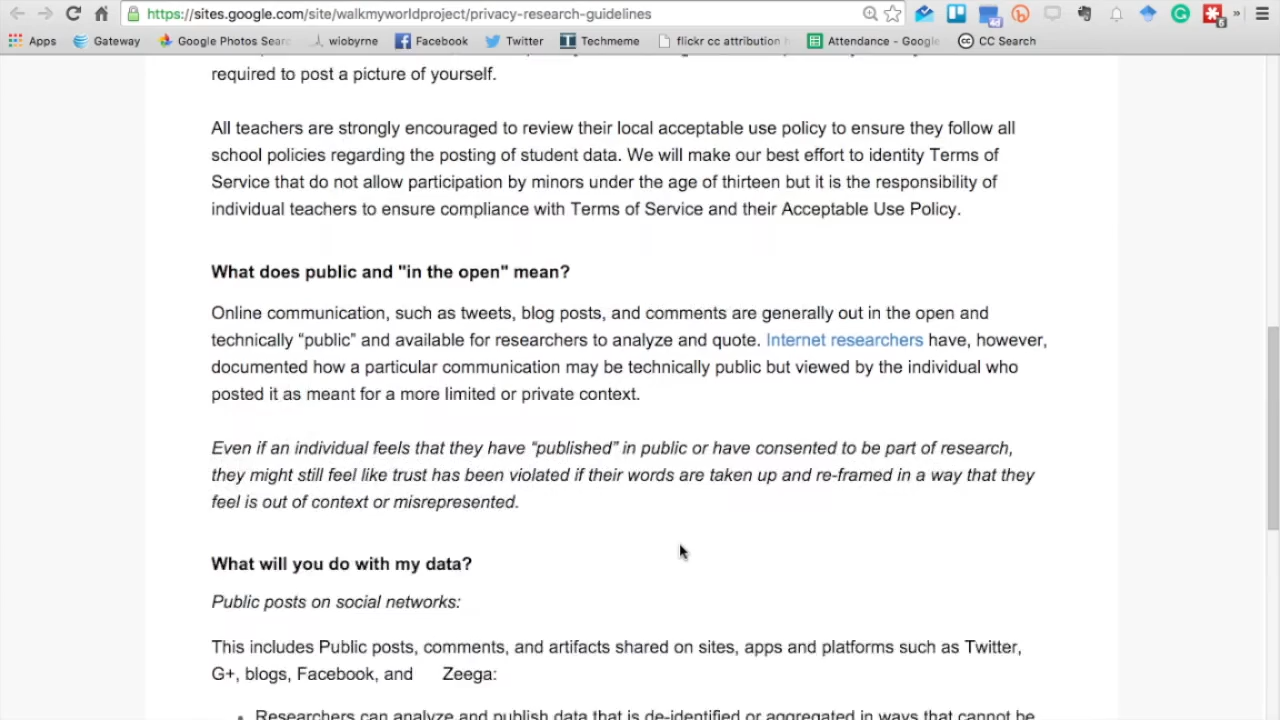 https://sites.google.com/site/walkmyworldproject/privacy-research-guidelines
Apps Gateway Google Photos Sear wiobyrne Facebook Twitter Techmeme flickr cc attribution Attendance - Google CC Search
required to post a picture of yourself.
All teachers are strongly encouraged to review their local acceptable use policy to ensure they follow all
school policies regarding the posting of student data. We will make our best effort to identity Terms of
Service that do not allow participation by minors under the age of thirteen but it is the responsibility of
individual teachers to ensure compliance with Terms of Service and their Acceptable Use Policy.
What does public and "in the open" mean?
Online communication, such as tweets, blog posts, and comments are generally out in the open and
technically “public” and available for researchers to analyze and quote. Internet researchers have, however,
documented how a particular communication may be technically public but viewed by the individual who
posted it as meant for a more limited or private context.
Even if an individual feels that they have “published” in public or have consented to be part of research,
they might still feel like trust has been violated if their words are taken up and re-framed in a way that they
feel is out of context or misrepresented.
What will you do with my data?
Public posts on social networks:
This includes Public posts, comments, and artifacts shared on sites, apps and platforms such as Twitter,
G+, blogs, Facebook, and Zeega:
Researchers can analyze and publish data that is de-identified or aggregated in ways that cannot be